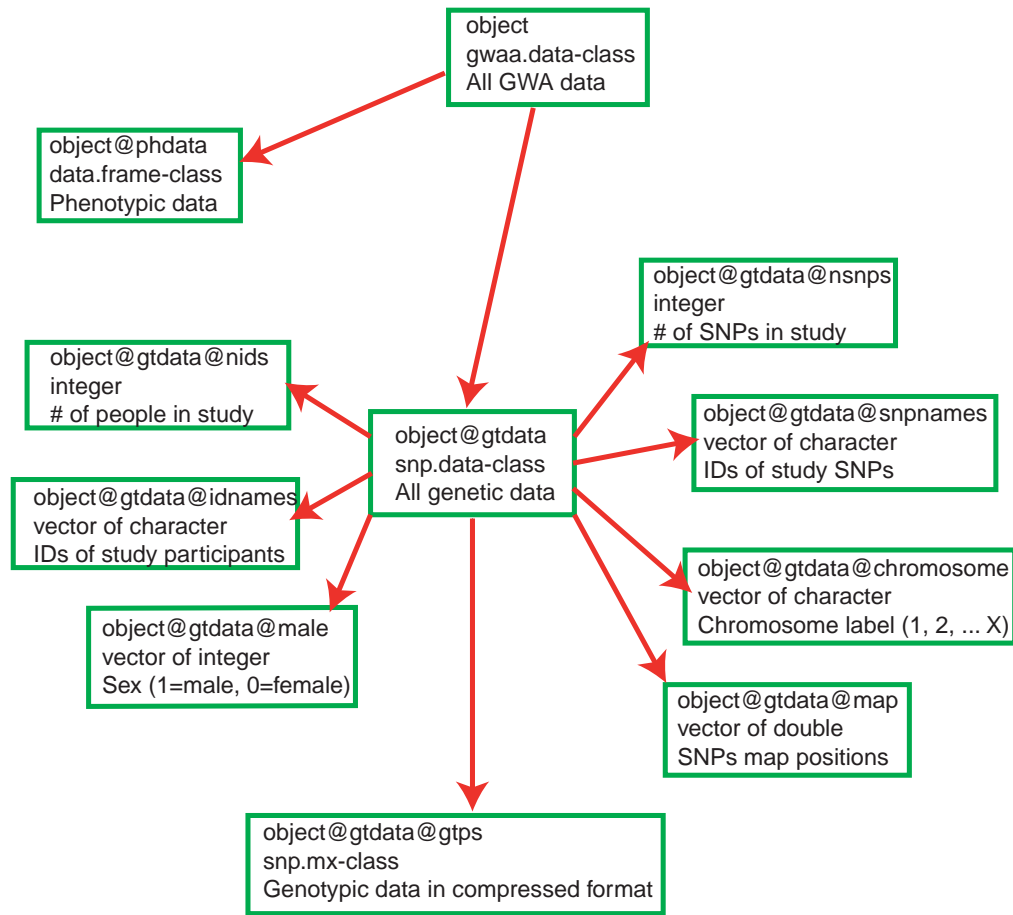 object
gwaa.data-class
All GWA data
object@phdata
data.frame-class
Phenotypic data
object@gtdata@nsnps
integer
# of SNPs in study
object@gtdata@nids
integer
# of people in study
object@gtdata
snp.data-class
All genetic data
object@gtdata@snpnames
vector of character
IDs of study SNPs
object@gtdata@idnames
vector of character
IDs of study participants
object@gtdata@chromosome
vector of character
Chromosome label (1, 2, ... X)
object@gtdata@male
vector of integer
Sex (1=male, 0=female)
object@gtdata@map
vector of double
SNPs map positions
object@gtdata@gtps
snp.mx-class
Genotypic data in compressed format